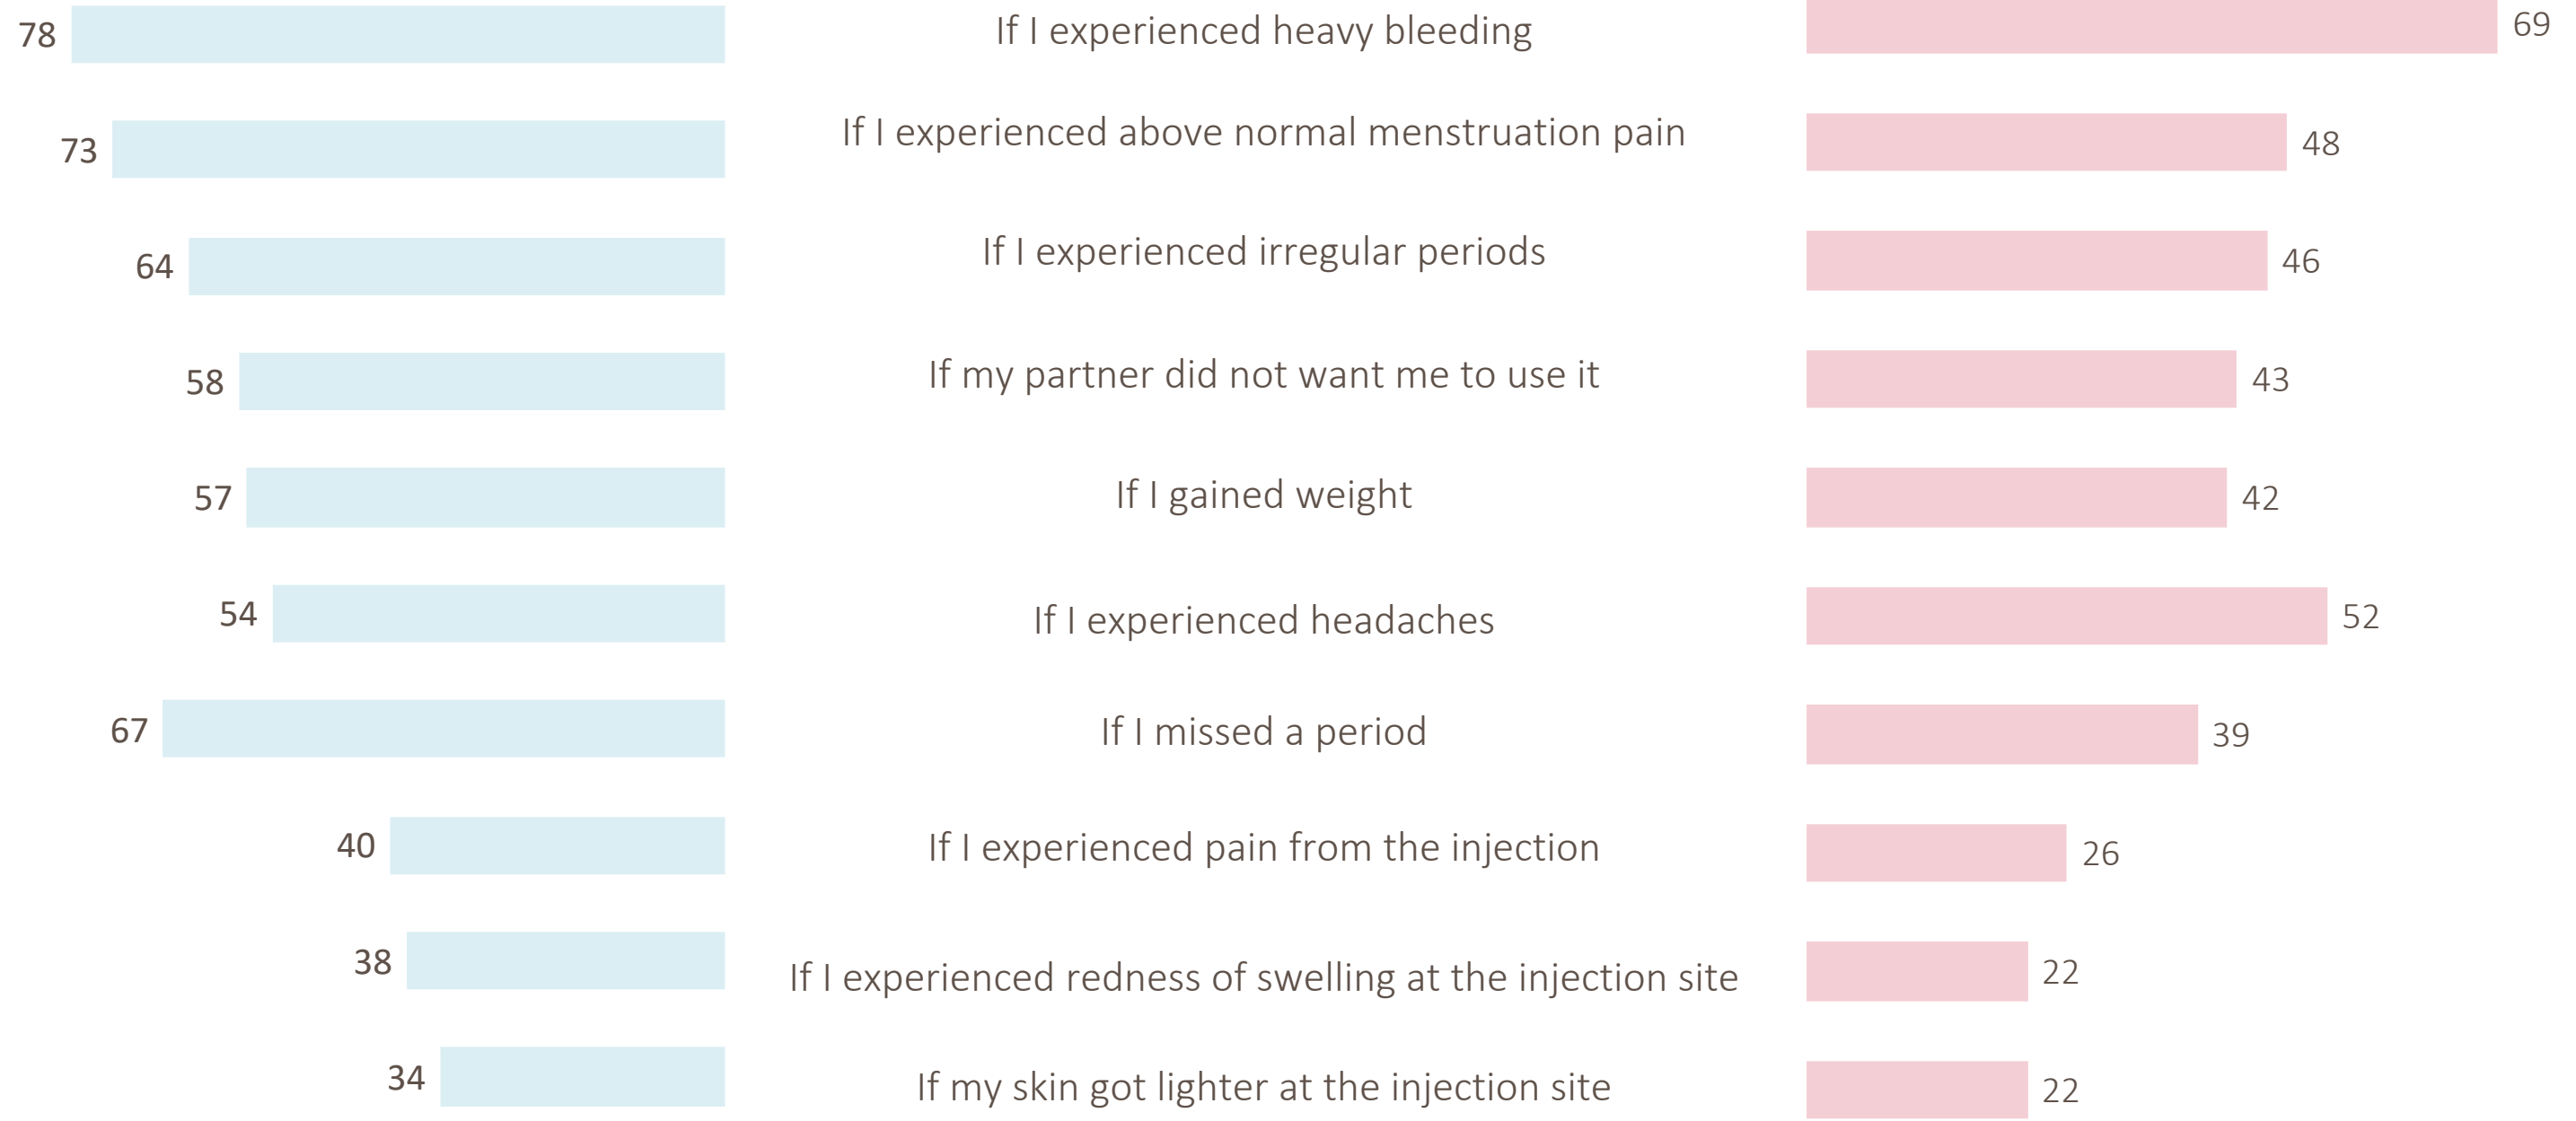 78 If I experienced heavy bleeding 69
73 If I experienced above normal menstruation pain 48
64 If I experienced irregular periods 46
58 If my partner did not want me to use it 43
57 If I gained weight 42
54 If I experienced headaches 52
67 If I missed a period 39
40 If I experienced pain from the injection 26
38 If I experienced redness of swelling at the injection site 22
34 If my skin got lighter at the injection site 22